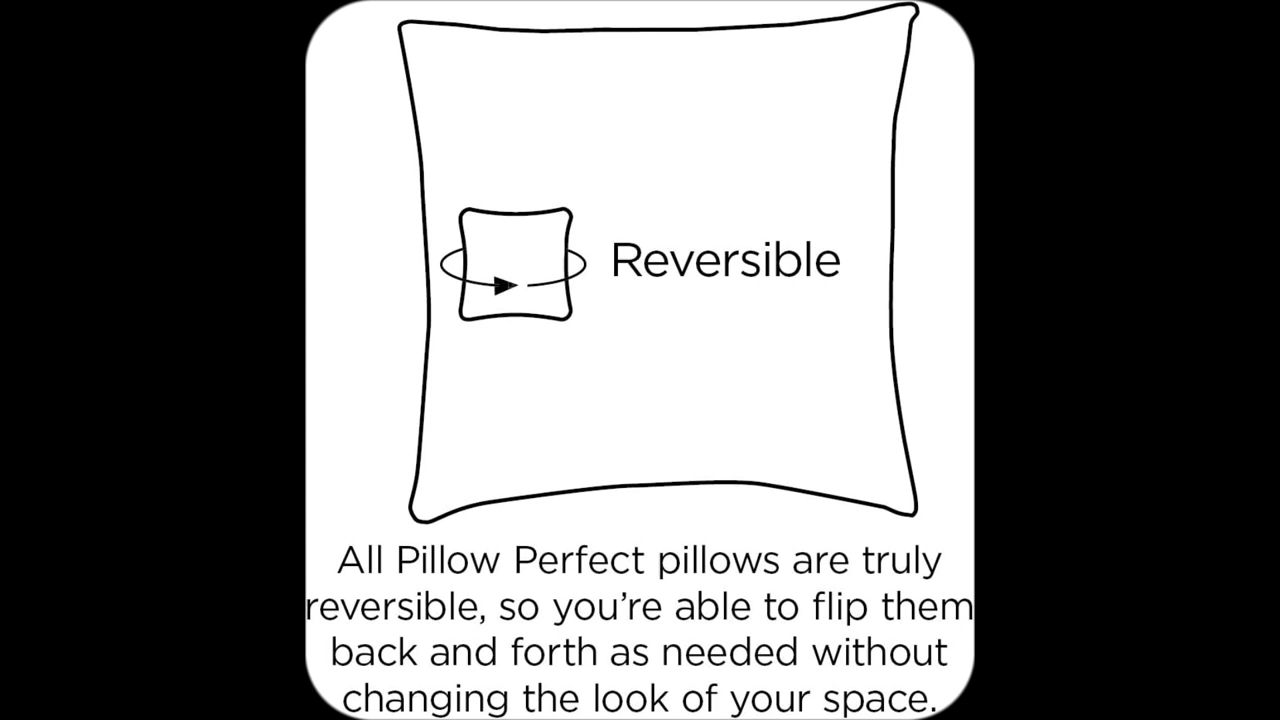 Reversible
All Pillow Perfect pillows are truly
reversible, so you’re able to flip them
back and forth as needed without
changing the look of your space.